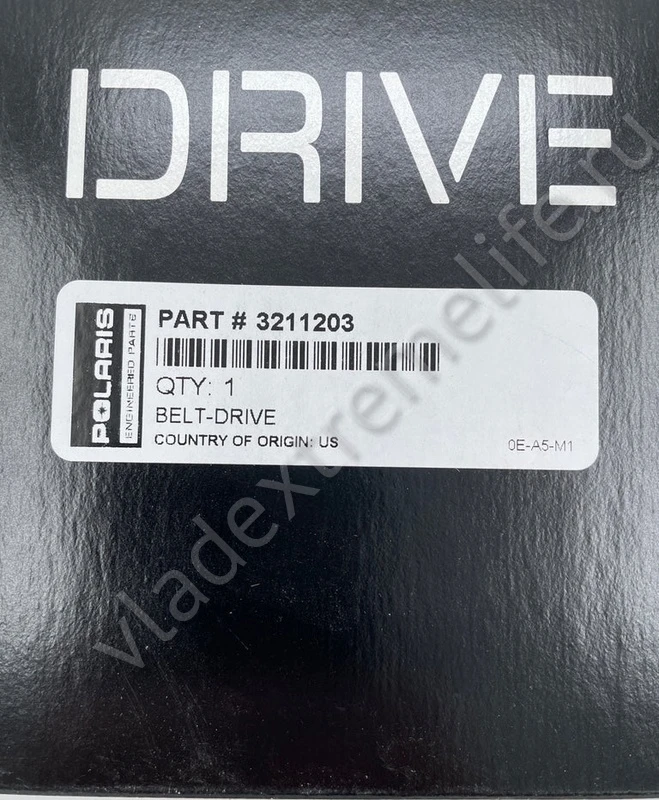 DRIVE
POLARIS
ENGINEERED PARTS
PART # 3211203
QTY: 1
BELT-DRIVE
COUNTRY OF ORIGIN: US
0E-A5-M1
vladextremelife.ru